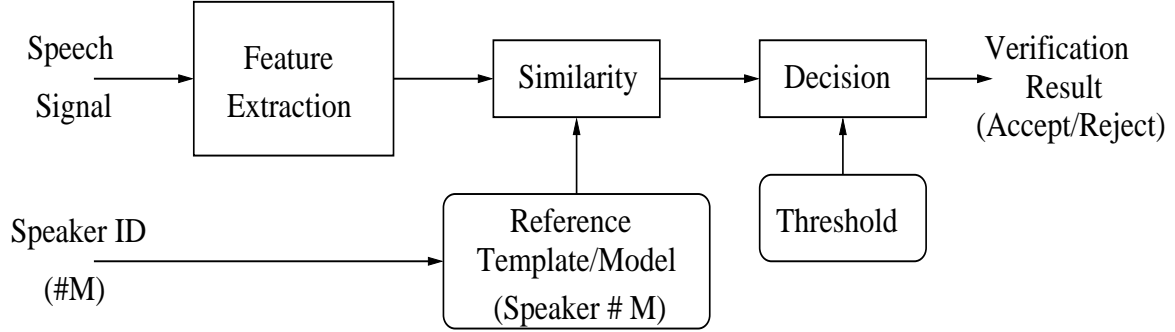 Speech
Signal
Feature
Extraction
Similarity
Decision
Verification
Result
(Accept/Reject)
Speaker ID
(#M)
Reference
Template/Model
(Speaker # M)
Threshold